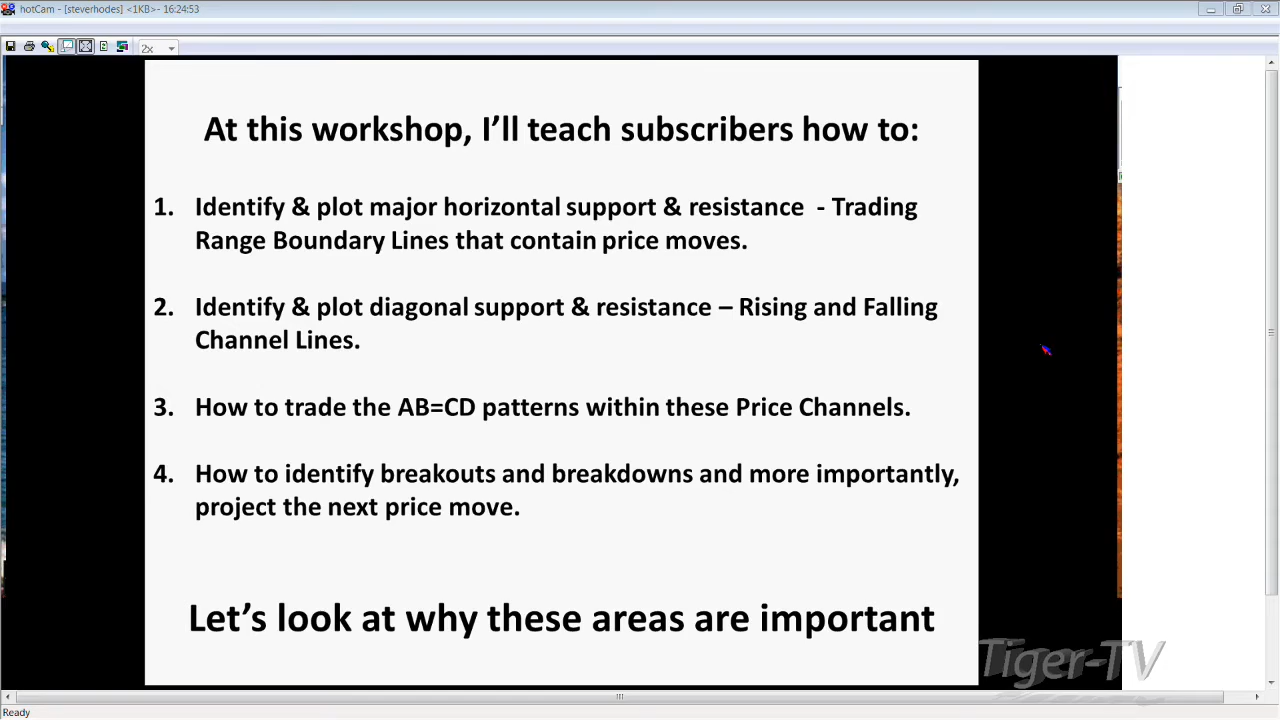 hotCam - [steverhodes] <1KB>- 16:24:53
2x
At this workshop, I’ll teach subscribers how to:
1. Identify & plot major horizontal support & resistance - Trading
Range Boundary Lines that contain price moves.
2. Identify & plot diagonal support & resistance – Rising and Falling
Channel Lines.
3. How to trade the AB=CD patterns within these Price Channels.
4. How to identify breakouts and breakdowns and more importantly,
project the next price move.
Let’s look at why these areas are important
Tiger-TV
Ready